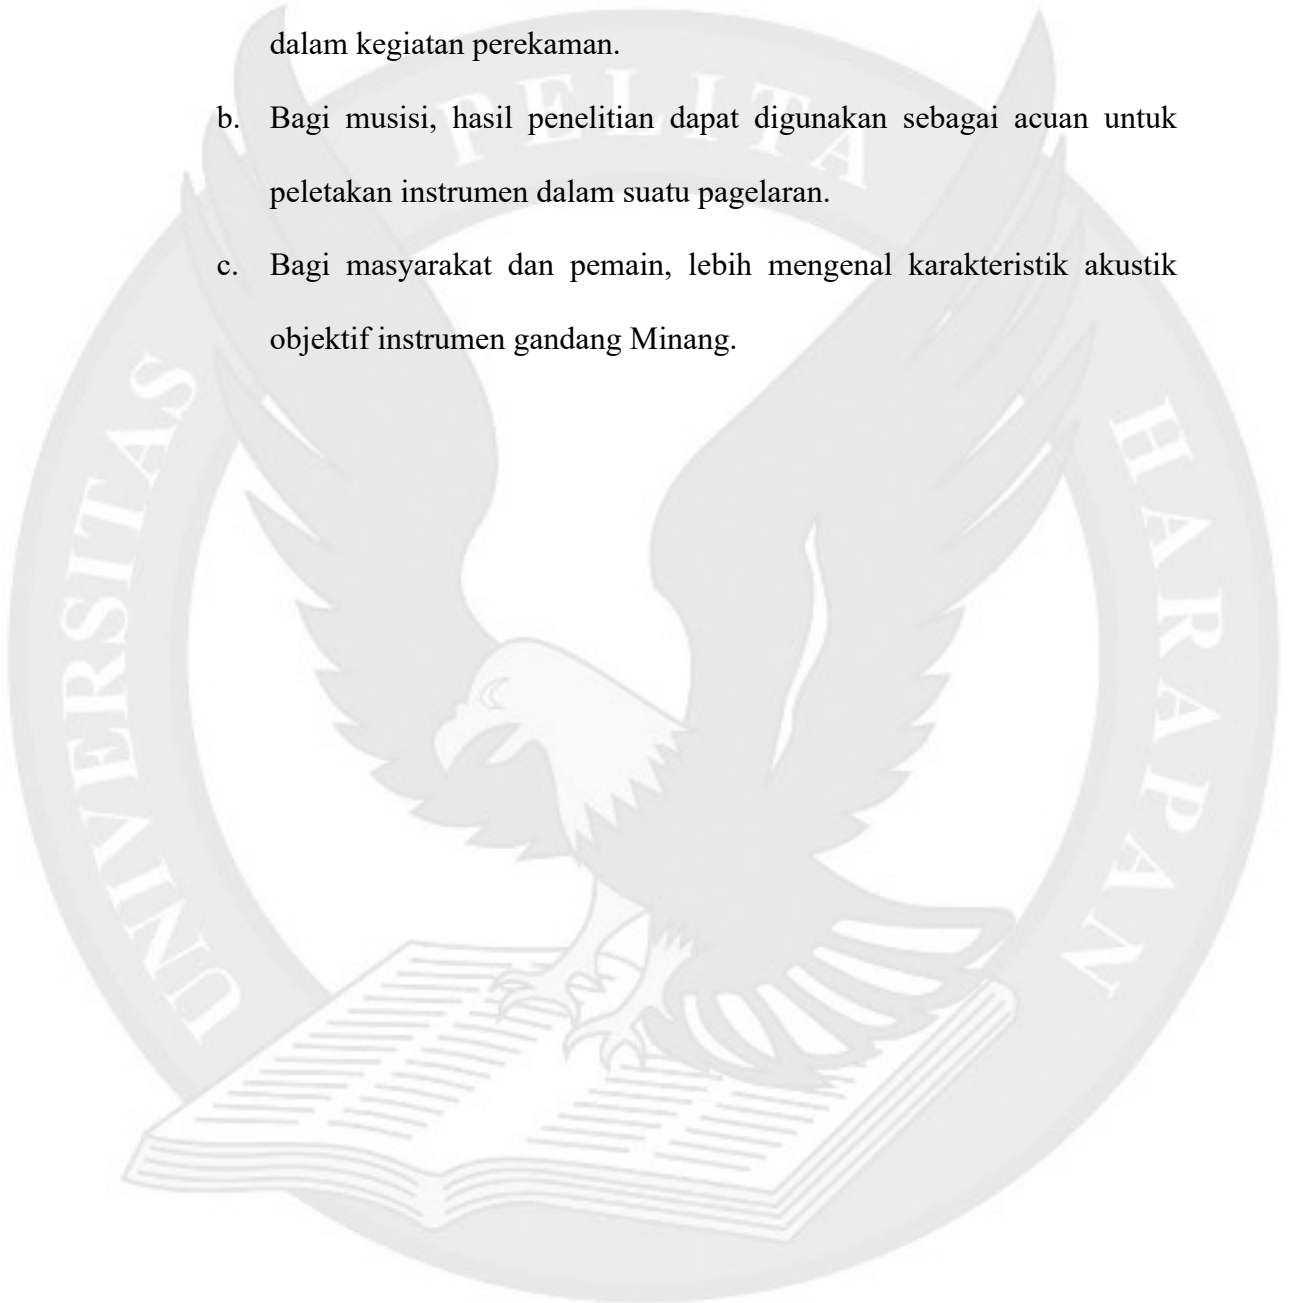 dalam kegiatan perekaman.
b. Bagi musisi, hasil penelitian dapat digunakan sebagai acuan untuk
peletakan instrumen dalam suatu pagelaran.
c. Bagi masyarakat dan pemain, lebih mengenal karakteristik akustik
objektif instrumen gandang Minang.
UNIVERSITAS PELITA HARAPAN